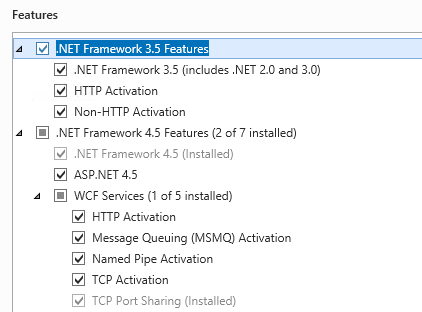 Features
.NET Framework 3.5 Features
.NET Framework 3.5 (includes .NET 2.0 and 3.0)
HTTP Activation
Non-HTTP Activation
.NET Framework 4.5 Features (2 of 7 installed)
.NET Framework 4.5 (Installed)
ASP.NET 4.5
WCF Services (1 of 5 installed)
HTTP Activation
Message Queuing (MSMQ) Activation
Named Pipe Activation
TCP Activation
TCP Port Sharing (Installed)